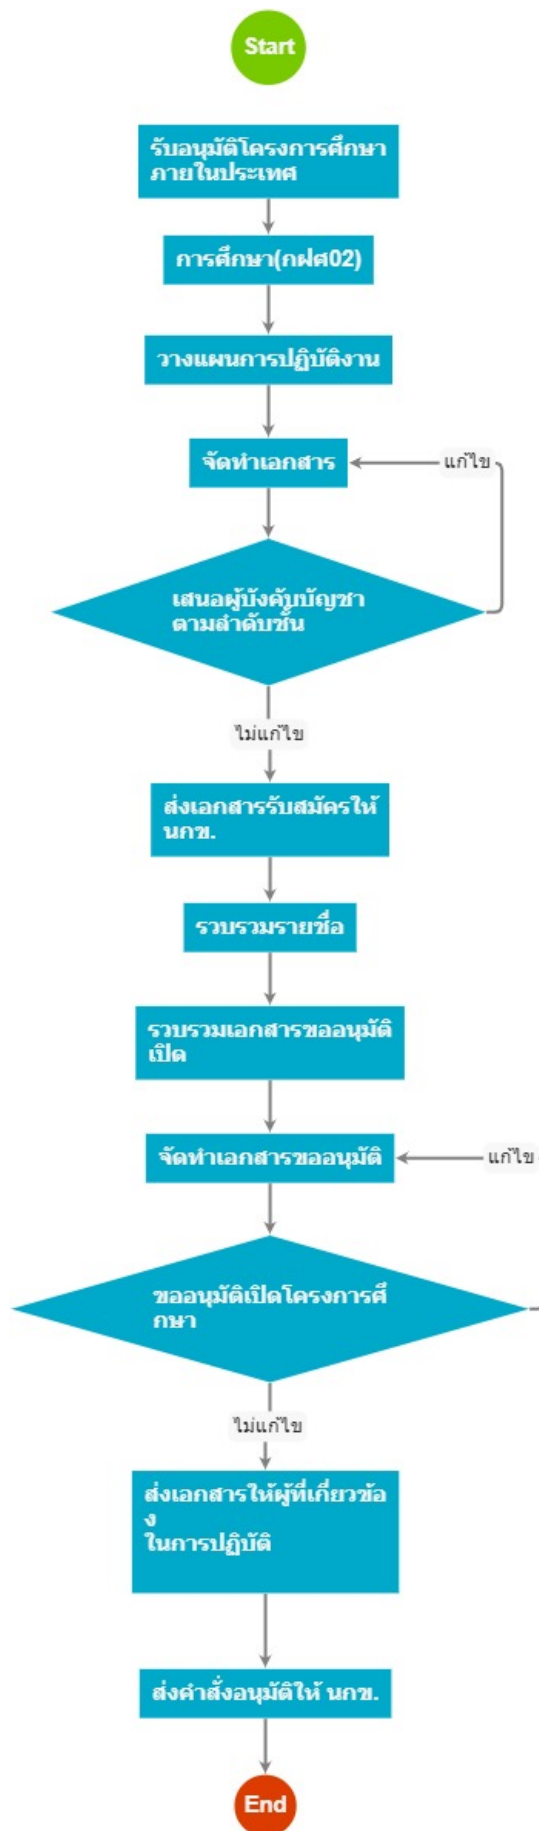 Start
รับอนุมัติโครงการศึกษา
ภายในประเทศ
การศึกษา(กฝศ02)
วางแผนการปฏิบัติงาน
จัดทำเอกสาร
แก้ไข
เสนอผู้บังคับบัญชา
ตามลำดับชั้น
ไม่แก้ไข
ส่งเอกสารรับสมัครให้
นกข.
รวบรวมรายชื่อ
รวบรวมเอกสารขออนุมัติ
เปิด
จัดทำเอกสารขออนุมัติ
แก้ไข
ขออนุมัติเปิดโครงการศึ
กษา
ไม่แก้ไข
ส่งเอกสารให้ผู้ที่เกี่ยวข้อ
ง
ในการปฏิบัติ
ส่งคำสั่งอนุมัติให้ นกข.
End